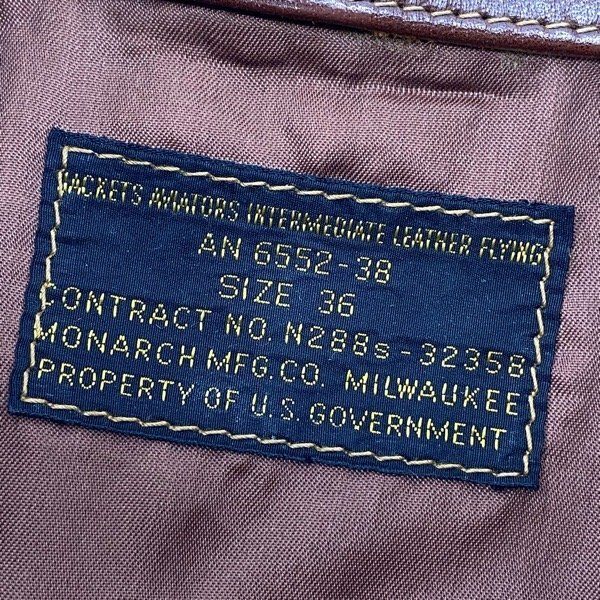 JACKETS AVIATORS INTERMEDIATE LEATHER FLYING
AN 6552-38
SIZE 36
CONTRACT NO. N288s-32358
MONARCH MFG.CO. MILWAUKEE
PROPERTY OF U.S. GOVERNMENT